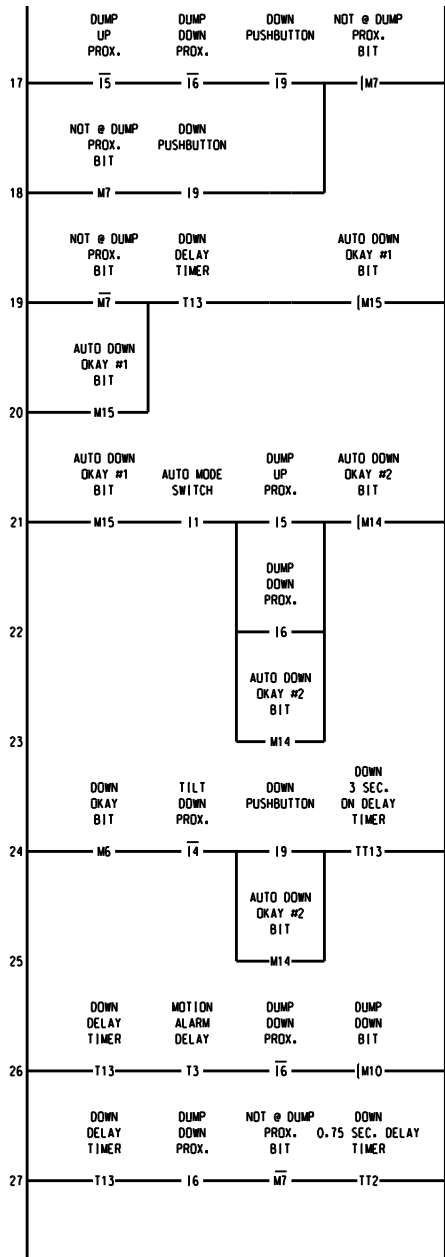 DUMP UP PROX. DUMP DOWN PROX. DOWN PUSHBUTTON NOT @ DUMP PROX. BIT
17 I5 I6 I9 (M7
NOT @ DUMP PROX. BIT DOWN PUSHBUTTON
18 M7 I9
NOT @ DUMP PROX. BIT DOWN DELAY TIMER AUTO DOWN OKAY #1 BIT
19 M7 T13 (M15
AUTO DOWN OKAY #1 BIT
20 M15
AUTO DOWN OKAY #1 BIT AUTO MODE SWITCH DUMP UP PROX. AUTO DOWN OKAY #2 BIT
21 M15 I1 I5 (M14
DUMP DOWN PROX.
22 I6
AUTO DOWN OKAY #2 BIT
23 M14
DOWN OKAY BIT TILT DOWN PROX. DOWN PUSHBUTTON DOWN 3 SEC. ON DELAY TIMER
24 M6 I4 I9 TT13
AUTO DOWN OKAY #2 BIT
25 M14
DOWN DELAY TIMER MOTION ALARM DELAY DUMP DOWN PROX. DUMP DOWN BIT
26 T13 T3 I6 (M10
DOWN DELAY TIMER DUMP DOWN PROX. NOT @ DUMP PROX. BIT DOWN 0.75 SEC. DELAY TIMER
27 T13 I6 M7 TT2